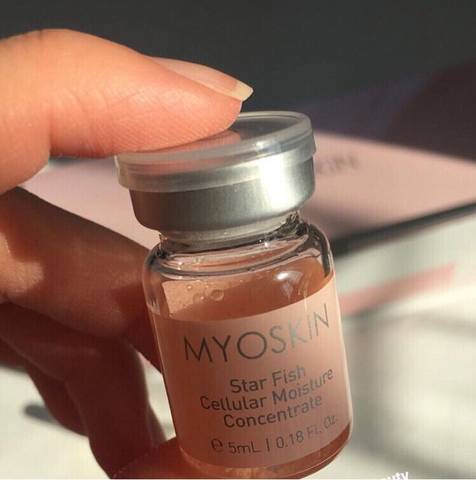 MYOSKIN
Star Fish
Cellular Moisture
Concentrate
℮ 5mL | 0.18 Fl. Oz.